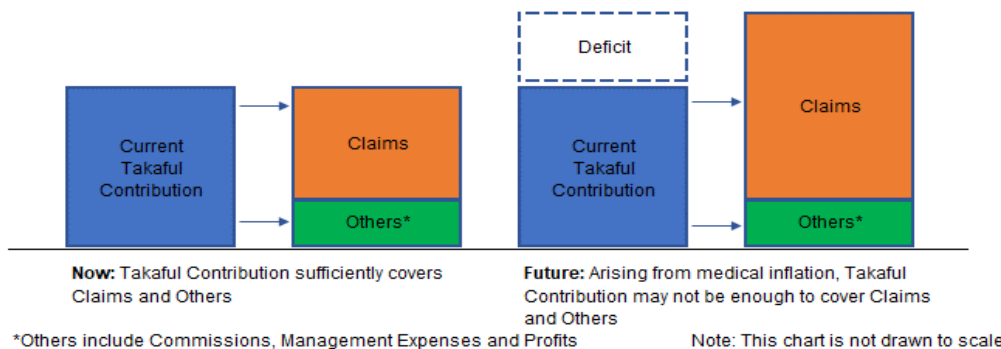 Current
Takaful
Contribution
Claims
Others*
Deficit
Current
Takaful
Contribution
Claims
Others*
Now: Takaful Contribution sufficiently covers
Claims and Others
Future: Arising from medical inflation, Takaful
Contribution may not be enough to cover Claims
and Others
*Others include Commissions, Management Expenses and Profits
Note: This chart is not drawn to scale